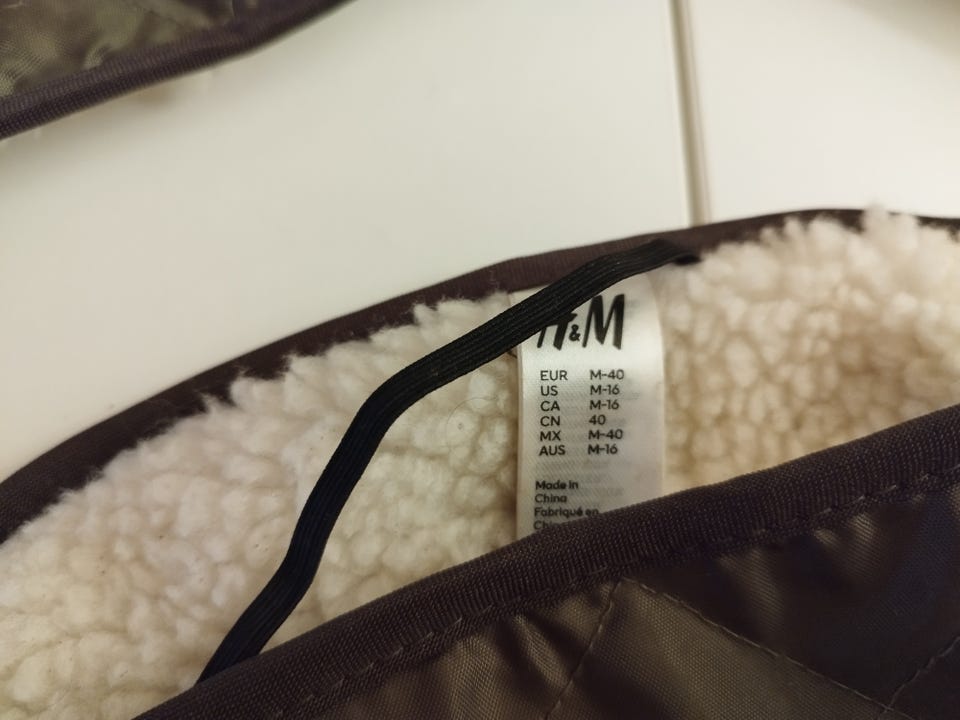 H&M
EUR M-40
US M-16
CA M-16
CN 40
MX M-40
AUS M-16
Made in
China
Fabriqué en